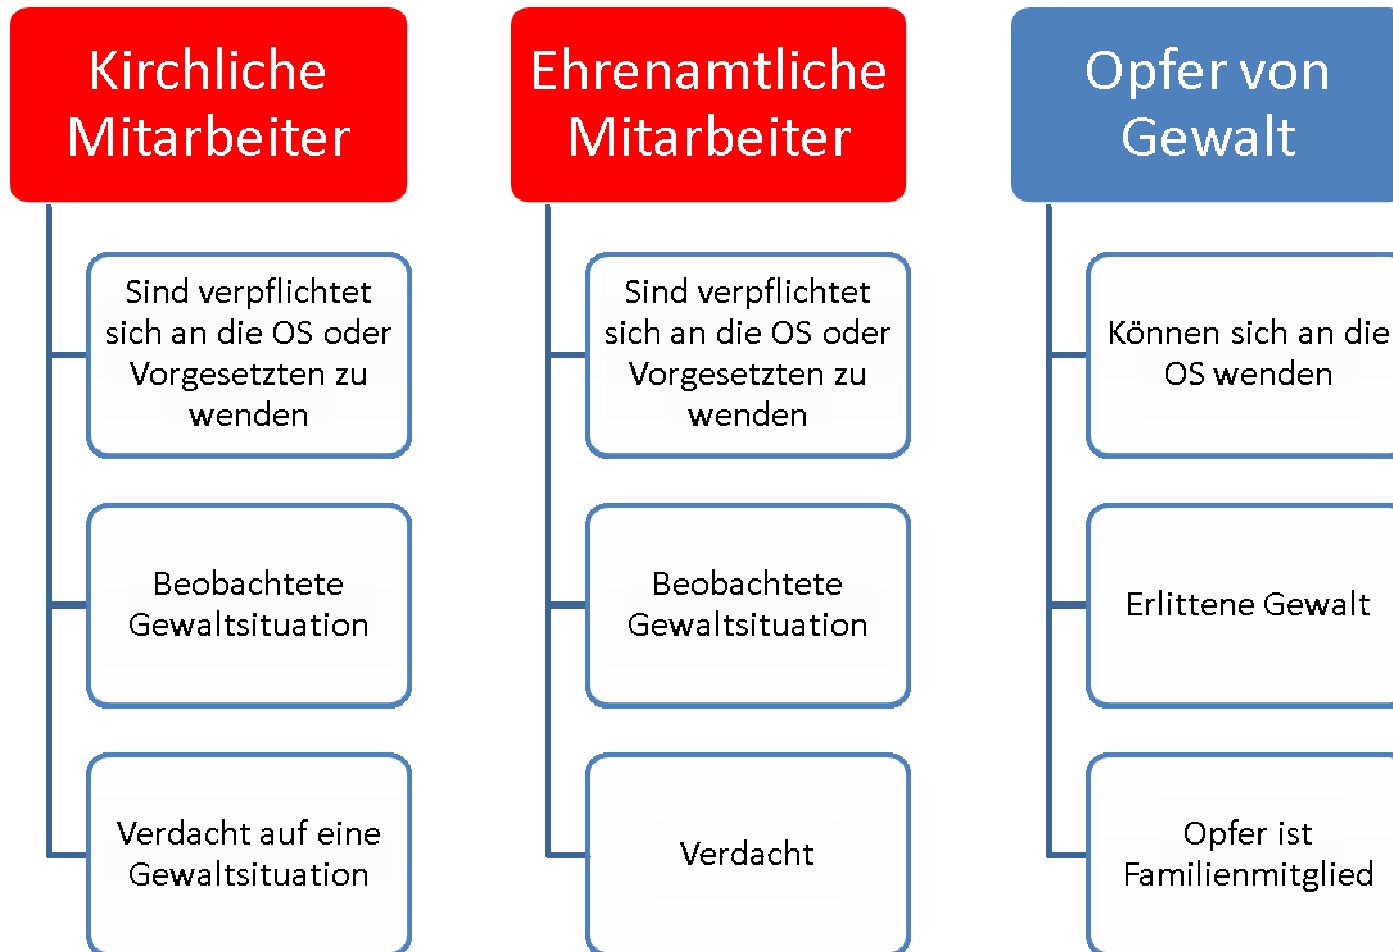 Kirchliche
Mitarbeiter
Sind verpflichtet
sich an die OS oder
Vorgesetzten zu
wenden
Beobachtete
Gewaltsituation
Verdacht auf eine
Gewaltsituation
Ehrenamtliche
Mitarbeiter
Sind verpflichtet
sich an die OS oder
Vorgesetzten zu
wenden
Beobachtete
Gewaltsituation
Verdacht
Opfer von
Gewalt
Können sich an die
OS wenden
Erlittene Gewalt
Opfer ist
Familienmitglied